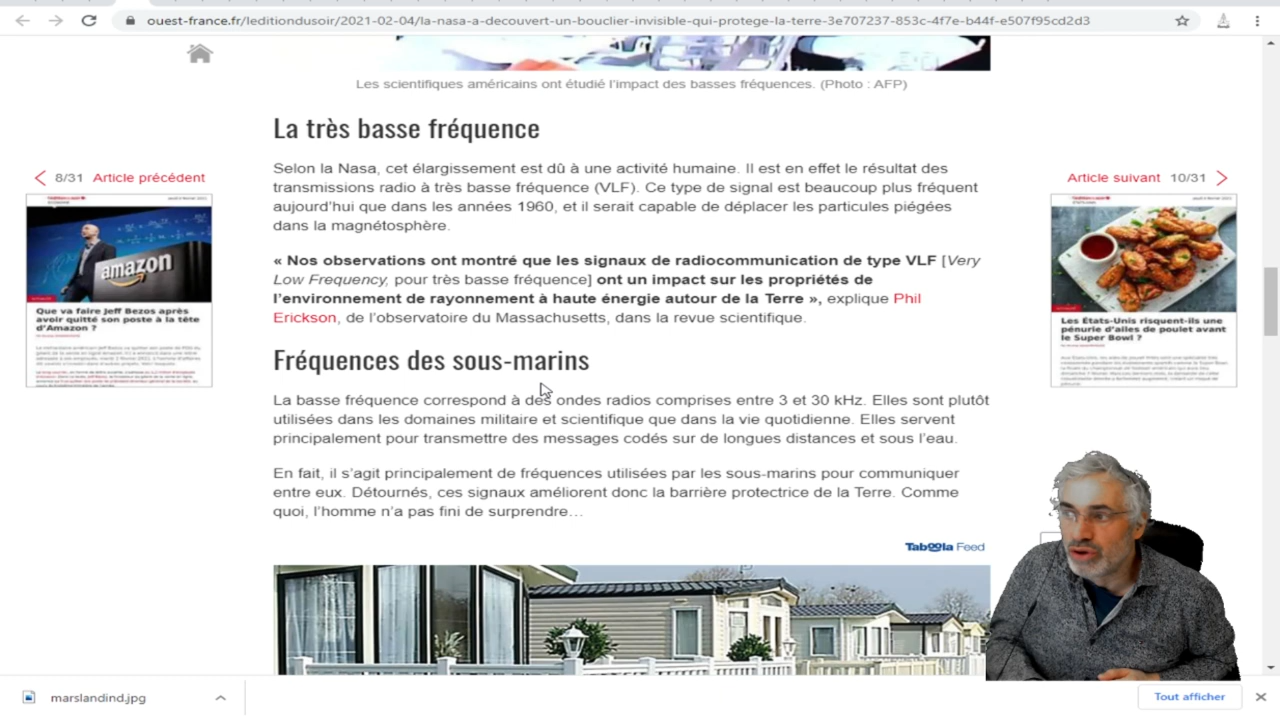 ouest-france.fr/leditiondusoir/2021-02-04/la-nasa-a-decouvert-un-bouclier-invisible-qui-protege-la-terre-3e707237-853c-4f7e-b44f-e507f95cd2d3
Les scientifiques américains ont étudié l'impact des basses fréquences. (Photo : AFP)
La très basse fréquence
Selon la Nasa, cet élargissement est dû à une activité humaine. Il est en effet le résultat des
transmissions radio à très basse fréquence (VLF). Ce type de signal est beaucoup plus fréquent
aujourd'hui que dans les années 1960, et il serait capable de déplacer les particules piégées
dans la magnétosphère.
« Nos observations ont montré que les signaux de radiocommunication de type VLF [Very
Low Frequency, pour très basse fréquence] ont un impact sur les propriétés de
l'environnement de rayonnement à haute énergie autour de la Terre », explique Phil
Erickson, de l'observatoire du Massachusetts, dans la revue scientifique.
Fréquences des sous-marins
La basse fréquence correspond à des ondes radios comprises entre 3 et 30 kHz. Elles sont plutôt
utilisées dans les domaines militaire et scientifique que dans la vie quotidienne. Elles servent
principalement pour transmettre des messages codés sur de longues distances et sous l'eau.
En fait, il s'agit principalement de fréquences utilisées par les sous-marins pour communiquer
entre eux. Détournés, ces signaux améliorent donc la barrière protectrice de la Terre. Comme
quoi, l'homme n'a pas fini de surprendre…
Taboola Feed
8/31 Article précédent
amazon
Que va faire Jeff Bezos après
avoir quitté son poste à la tête
d'Amazon ?
Article suivant 10/31
Les États-Unis risquent-ils une
pénurie d'ailes de poulet avant
le Super Bowl ?
marslandind.jpg
Tout afficher